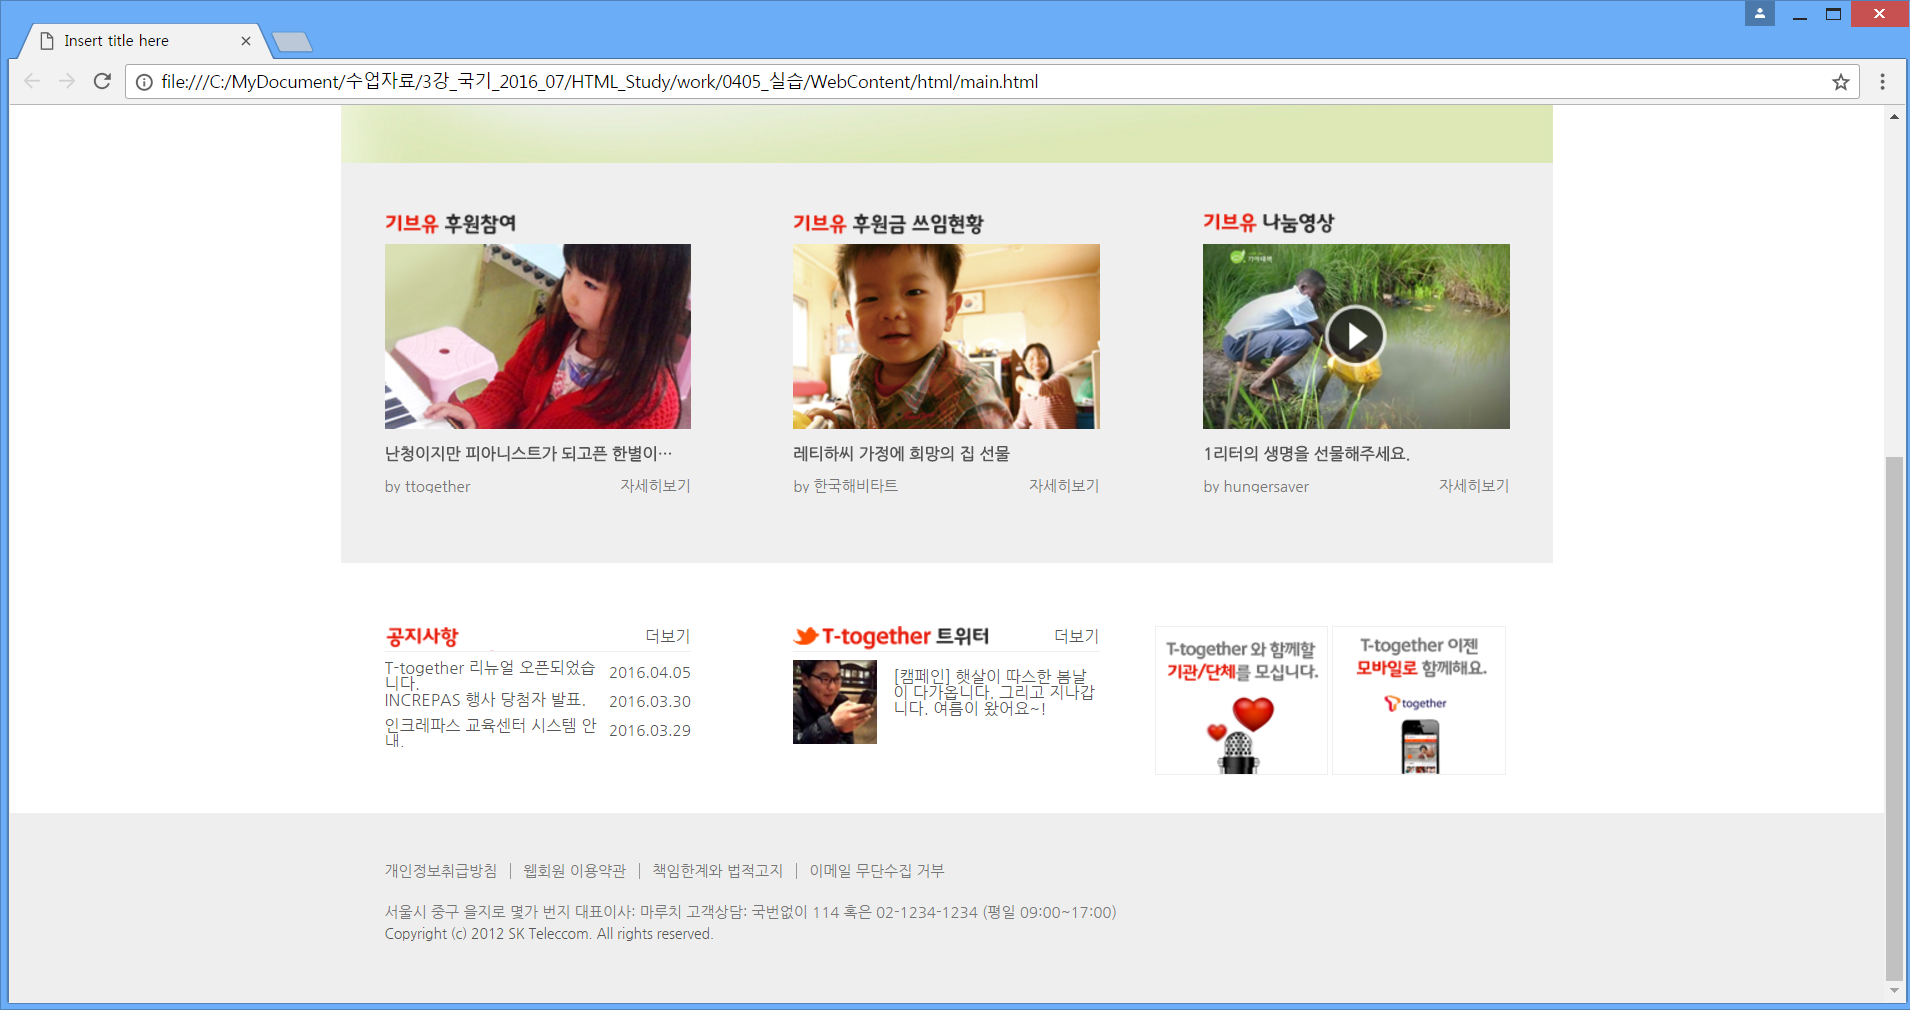 Insert title here
file:///C:/MyDocument/수업자료/3강_국기_2016_07/HTML_Study/work/0405_실습/WebContent/html/main.html
기브유 후원참여
기브유 후원금 쓰임현황
기브유 나눔영상
난청이지만 피아니스트가 되고픈 한별이…
레티하씨 가정에 희망의 집 선물
1리터의 생명을 선물해주세요.
by ttogether 자세히보기
by 한국해비타트 자세히보기
by hungersaver 자세히보기
공지사항 더보기
T-together 리뉴얼 오픈되었습
니다. 2016.04.05
INCREPAS 행사 당첨자 발표. 2016.03.30
인크레파스 교육센터 시스템 안
내. 2016.03.29
T-together 트위터 더보기
[캠페인] 햇살이 따스한 봄날
이 다가옵니다. 그리고 지나갑
니다. 여름이 왔어요~!
T-together 와 함께할
기관/단체를 모십니다.
T-together 이젠
모바일로 함께해요.
together
개인정보취급방침 | 웹회원 이용약관 | 책임한계와 법적고지 | 이메일 무단수집 거부
서울시 중구 을지로 몇가 번지 대표이사: 마루치 고객상담: 국번없이 114 혹은 02-1234-1234 (평일 09:00~17:00)
Copyright (c) 2012 SK Teleccom. All rights reserved.